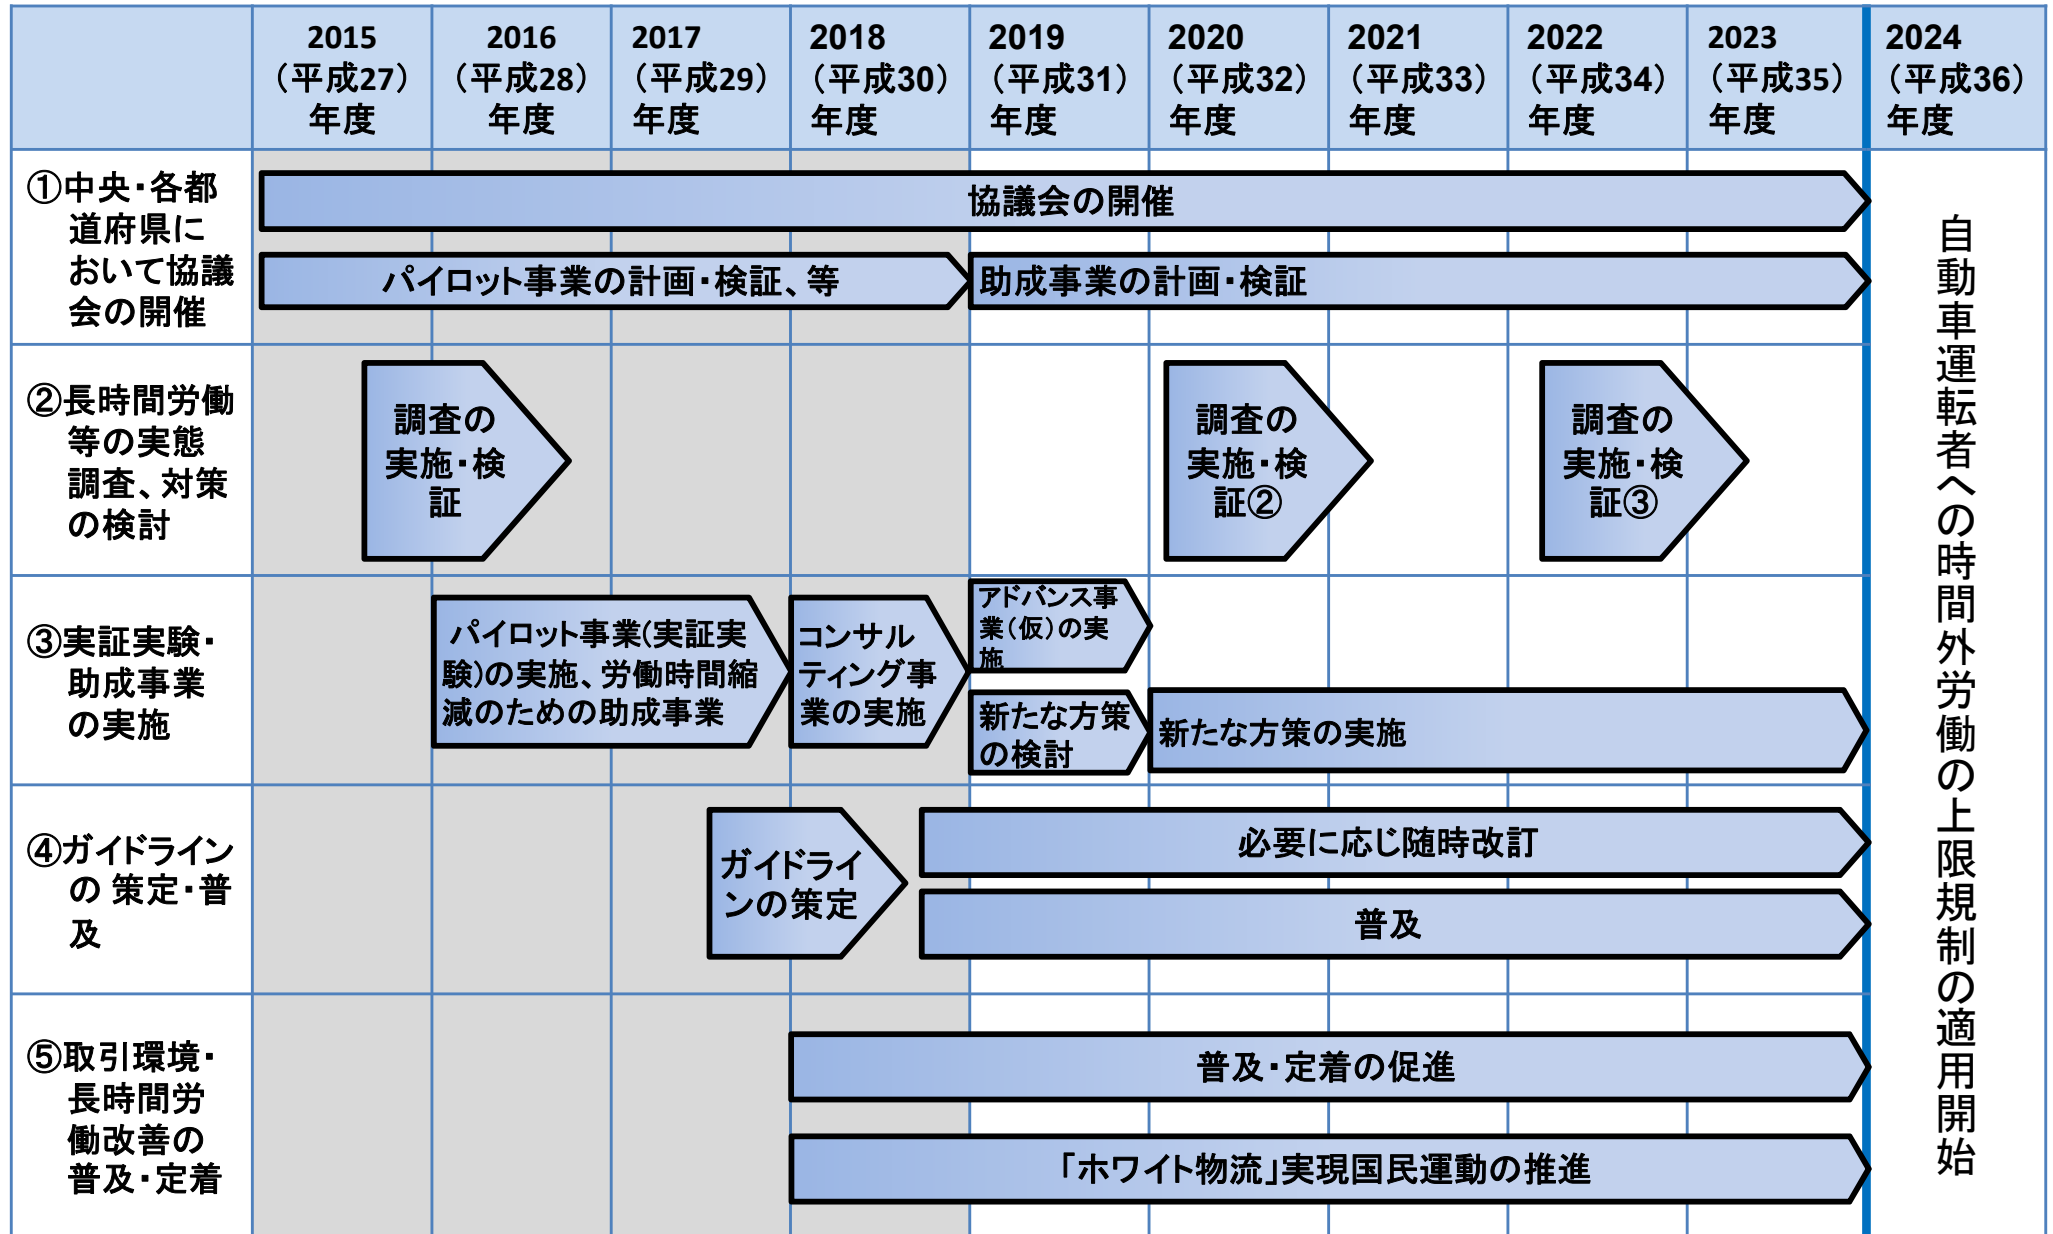 2015
（平成27）
年度
2016
（平成28）
年度
2017
（平成29）
年度
2018
（平成30）
年度
2019
（平成31）
年度
2020
（平成32）
年度
2021
（平成33）
年度
2022
（平成34）
年度
2023
（平成35）
年度
2024
（平成36）
年度
①中央・各都
道府県に
おいて協議
会の開催
協議会の開催
パイロット事業の計画・検証、等
助成事業の計画・検証
②長時間労働
等の実態
調査、対策
の検討
調査の
実施・検
証
調査の
実施・検
証②
調査の
実施・検
証③
③実証実験・
助成事業
の実施
パイロット事業(実証実
験)の実施、労働時間縮
減のための助成事業
コンサル
ティング事
業の実施
アドバンス事
業（仮）の実
施
新たな方策
の検討
新たな方策の実施
④ガイドライン
の 策定・普
及
ガイドライ
ンの策定
必要に応じ随時改訂
普及
⑤取引環境・
長時間労
働改善の
普及・定着
普及・定着の促進
「ホワイト物流」実現国民運動の推進
自動車運転者への時間外労働の上限規制の適用開始